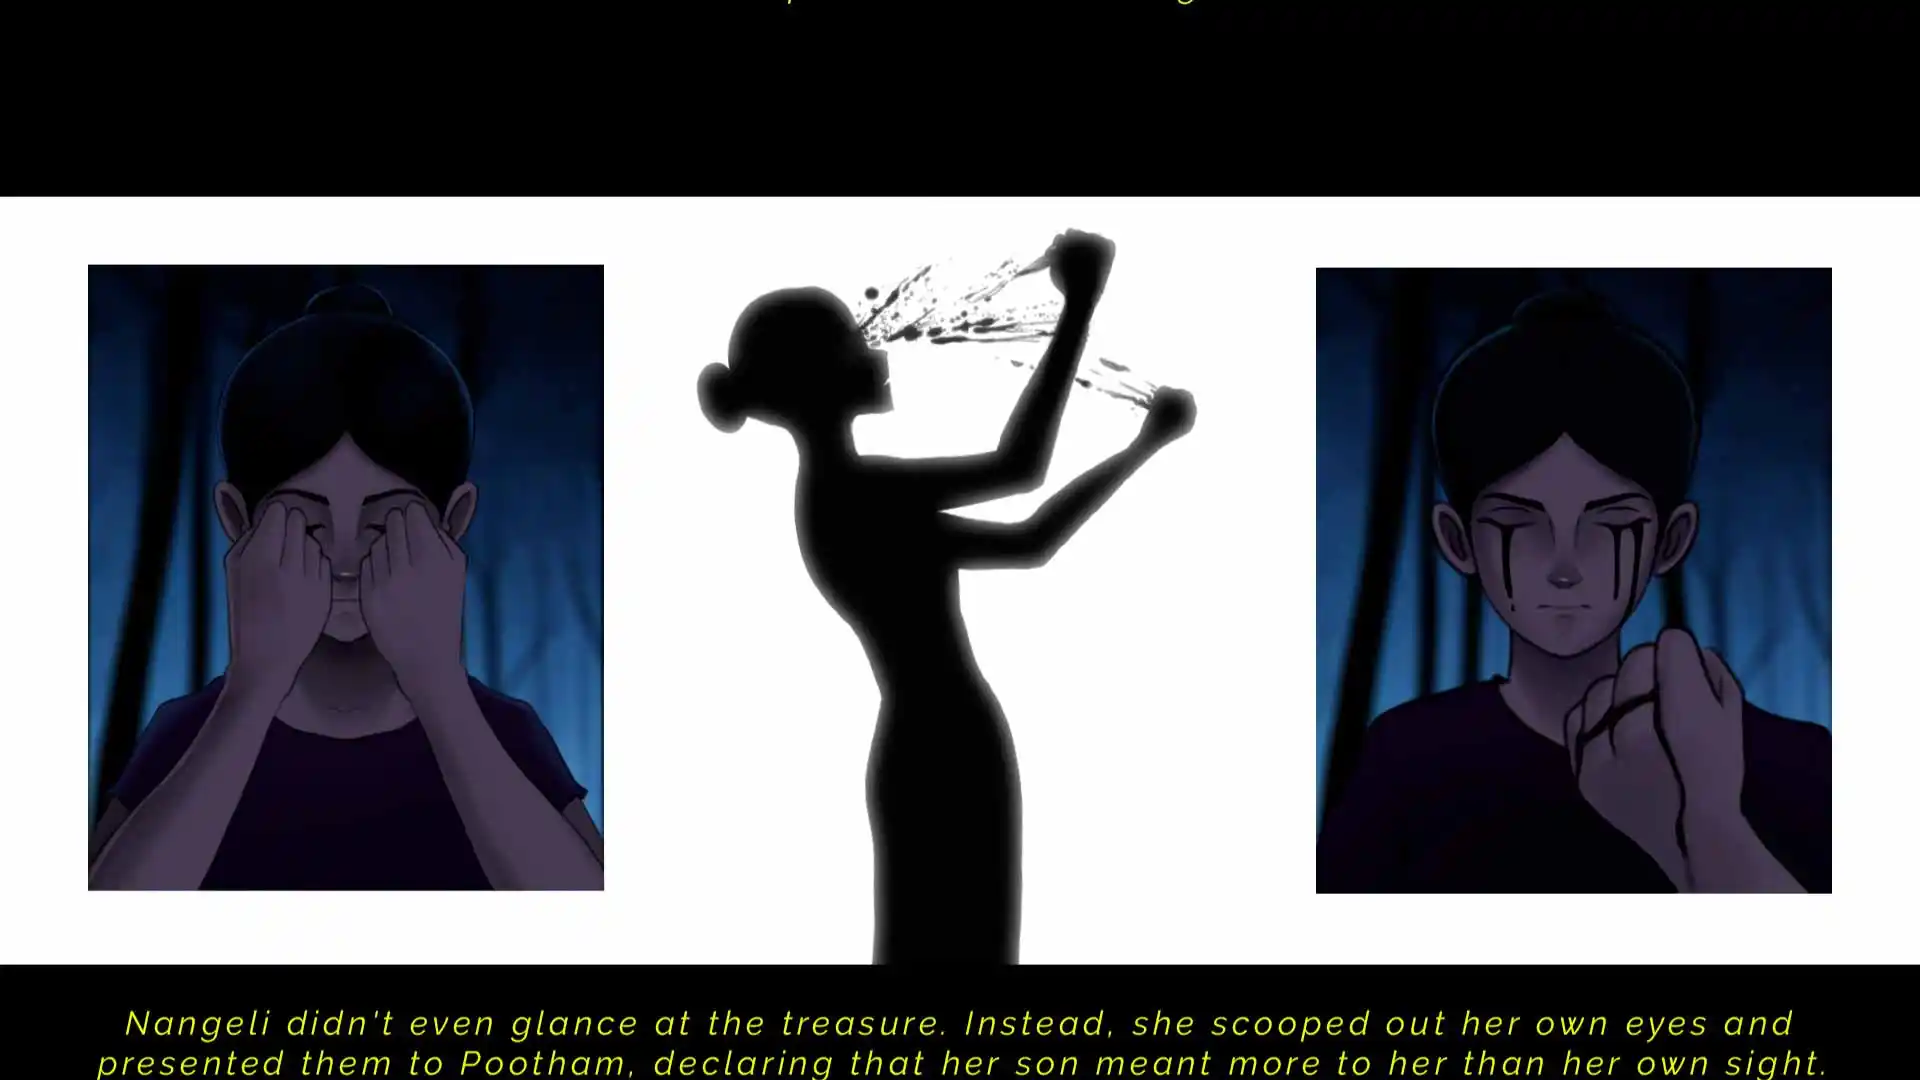 Nangeli didn't even glance at the treasure. Instead, she scooped out her own eyes and
presented them to Pootham, declaring that her son meant more to her than her own sight.